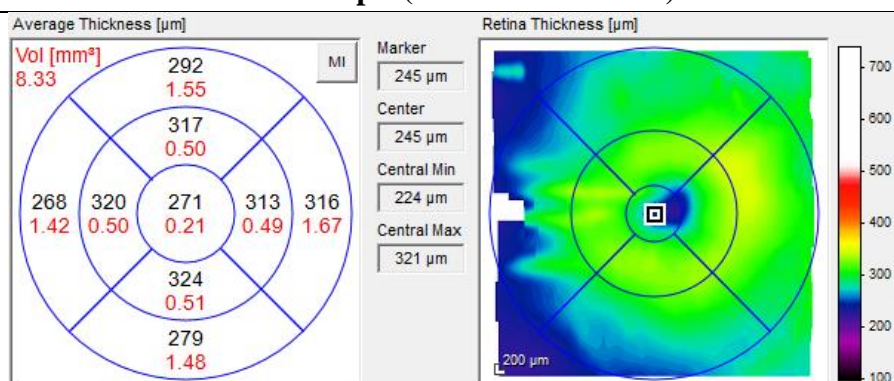 Average Thickness [µm]
Vol [mm³]
8.33
MI
292
1.55
317
0.50
268 320 271 313 316
1.42 0.50 0.21 0.49 1.67
324
0.51
279
1.48
Marker
245 µm
Center
245 µm
Central Min
224 µm
Central Max
321 µm
Retina Thickness [µm]
200 µm
700
600
500
400
300
200
100